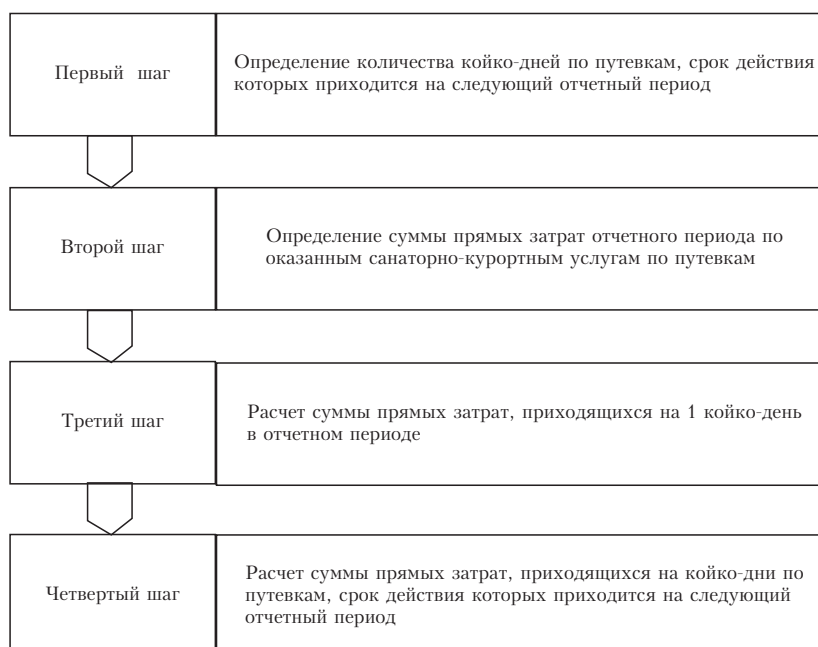 Первый шаг
Определение количества койко-дней по путевкам, срок действия
которых приходится на следующий отчетный период
Второй шаг
Определение суммы прямых затрат отчетного периода по
оказанным санаторно-курортным услугам по путевкам
Третий шаг
Расчет суммы прямых затрат, приходящихся на 1 койко-день
в отчетном периоде
Четвертый шаг
Расчет суммы прямых затрат, приходящихся на койко-дни по
путевкам, срок действия которых приходится на следующий
отчетный период